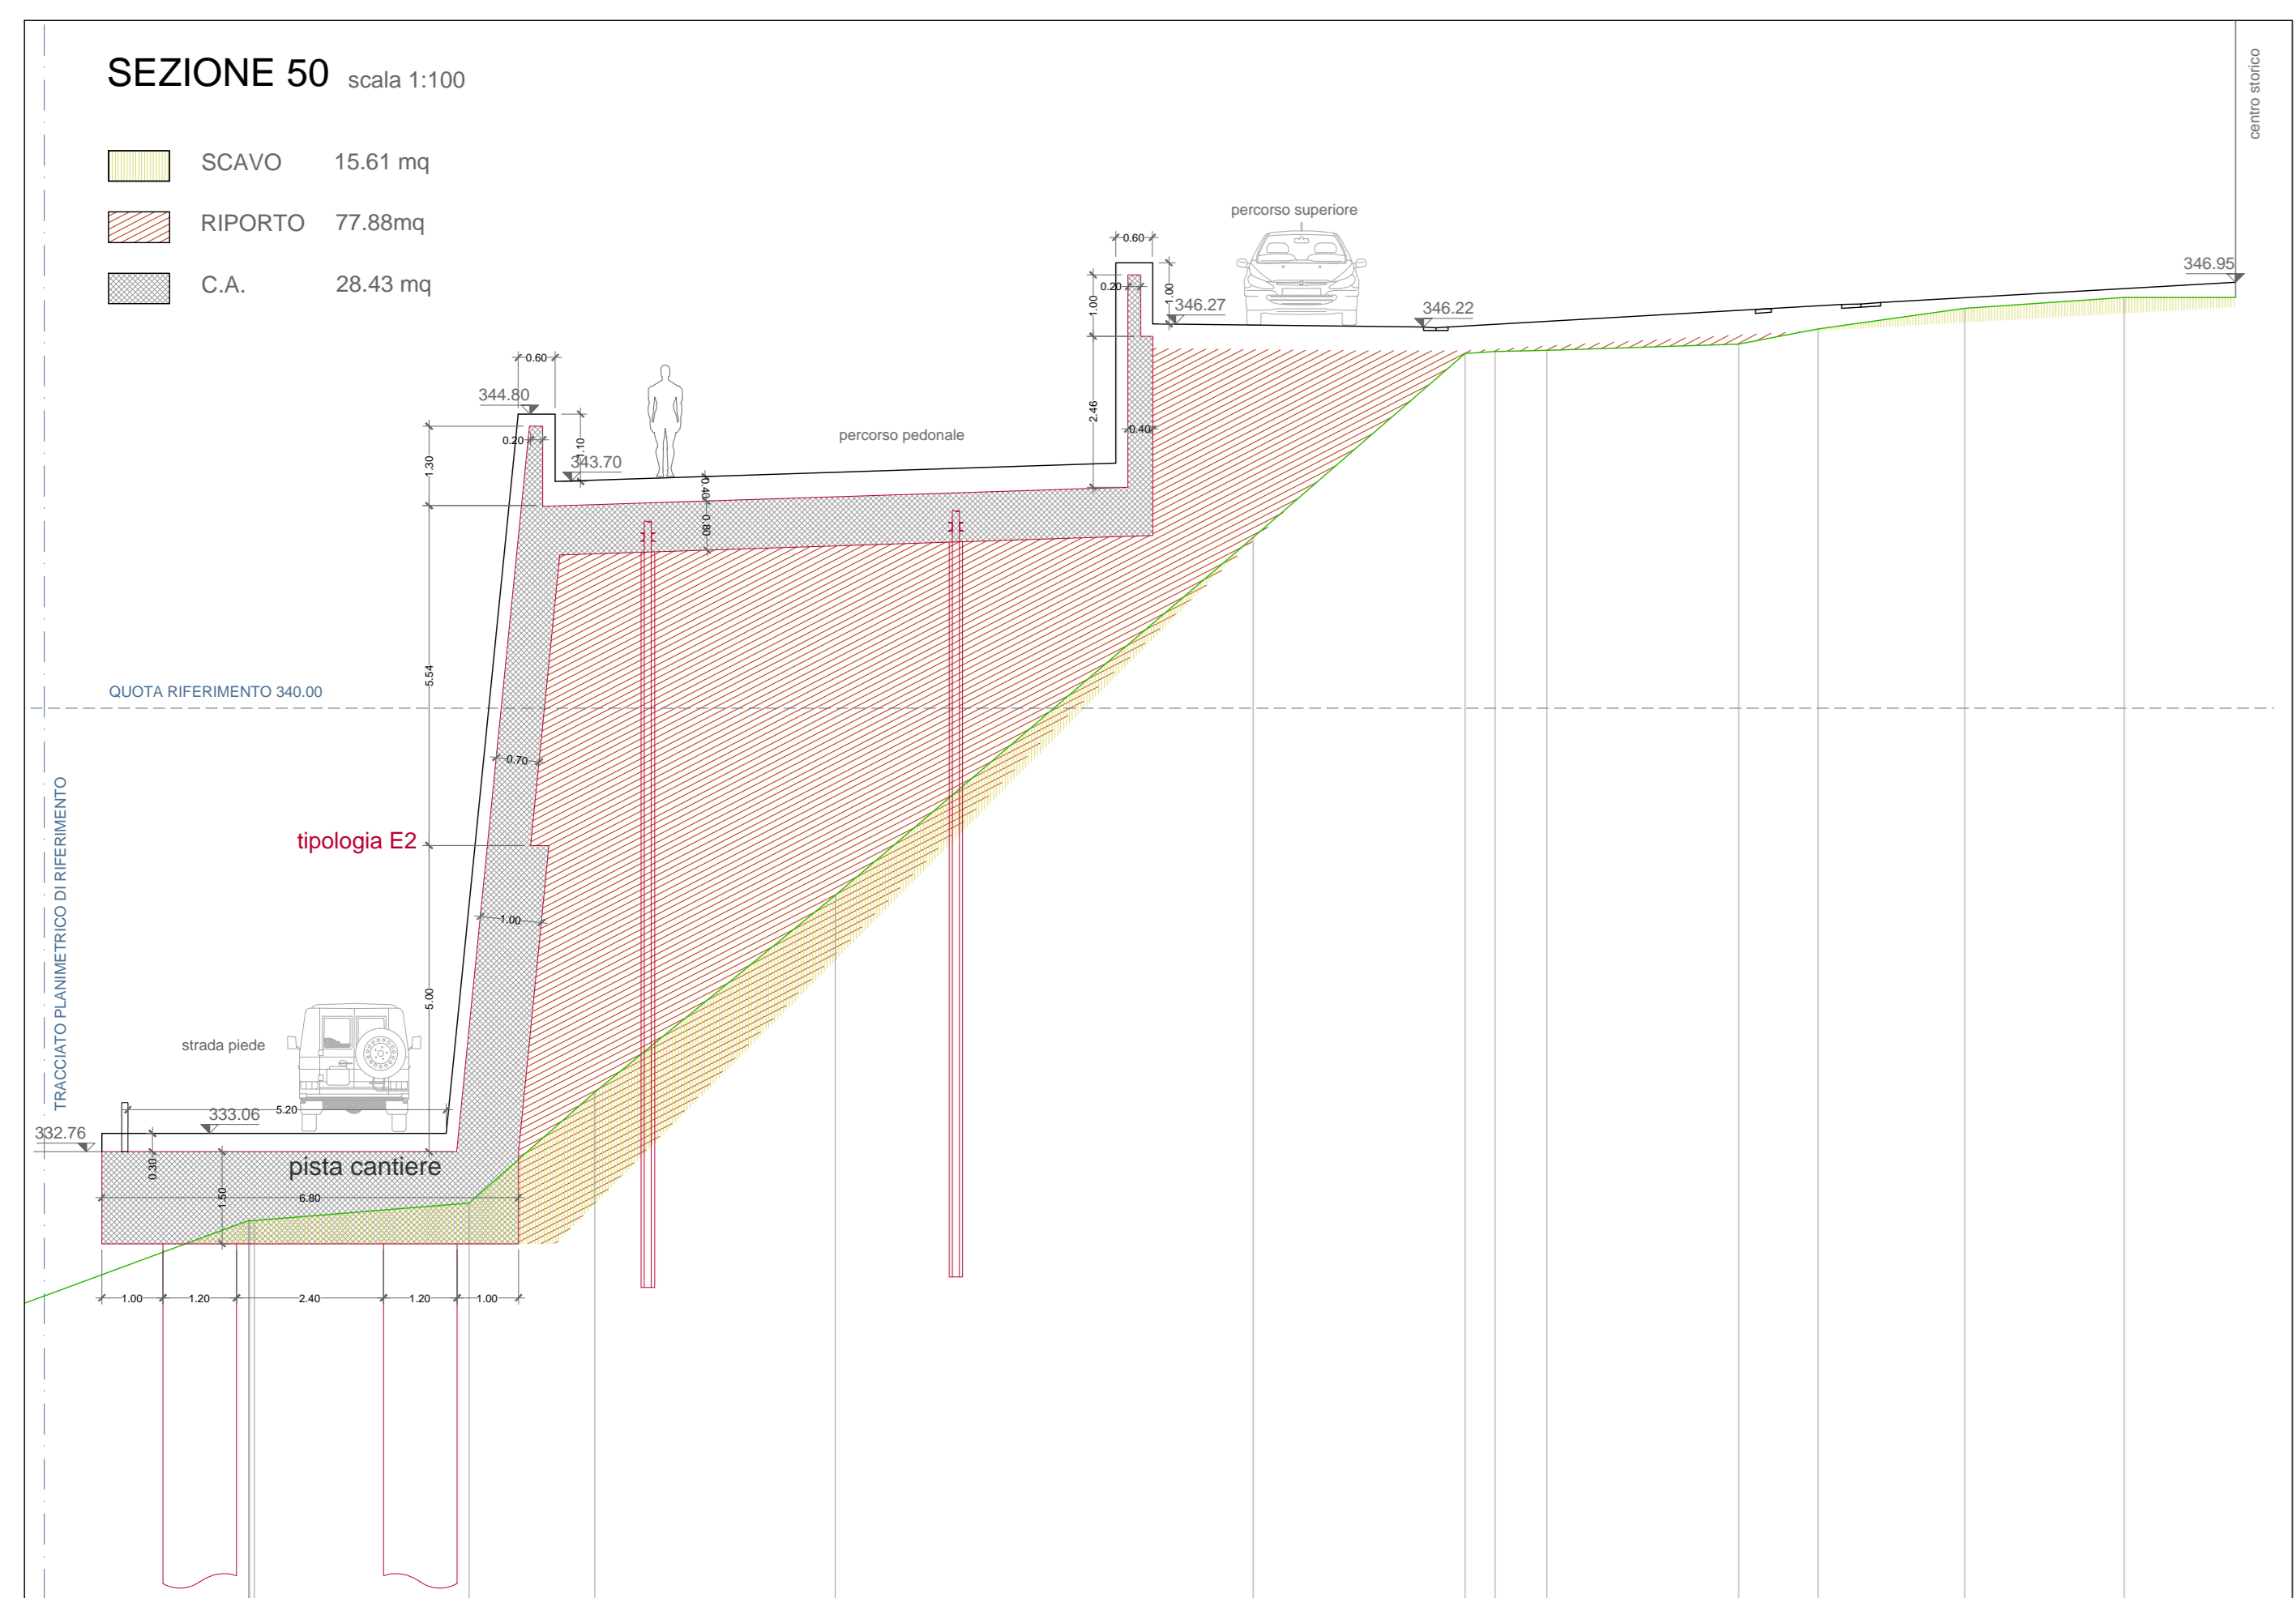 SEZIONE 50 scala 1:100
SCAVO 15.61 mq
RIPORTO 77.88mq
C.A. 28.43 mq
centro storico
percorso superiore
0.60
346.95
1.00
0.20
1.00
346.27
346.22
0.60
344.80
2.46
0.40
percorso pedonale
0.20
1.10
1.30
343.70
0.40
0.80
5.54
QUOTA RIFERIMENTO 340.00
0.70
TRACCIATO PLANIMETRICO DI RIFERIMENTO
tipologia E2
1.00
5.00
strada piede
5.20
333.06
332.76
0.30
pista cantiere
1.50
6.80
1.00 1.20 2.40 1.20 1.00